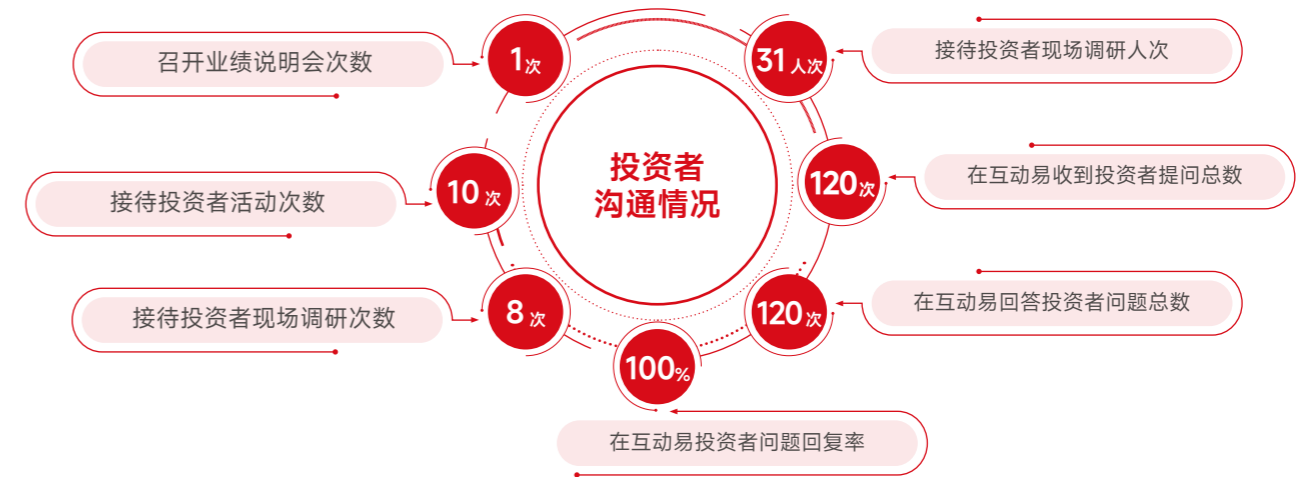 召开业绩说明会次数
1次
31人次
接待投资者现场调研人次
投资者
沟通情况
接待投资者活动次数
10次
120次
在互动易收到投资者提问总数
接待投资者现场调研次数
8次
120次
在互动易回答投资者问题总数
100%
在互动易投资者问题回复率